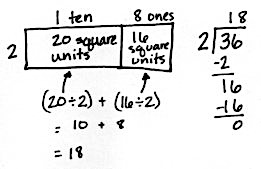 1 ten 8 ones
2 20 square units 16 square units
(20÷2) + (16÷2)
= 10 + 8
= 18
18
2⟌36
-2
16
-16
0